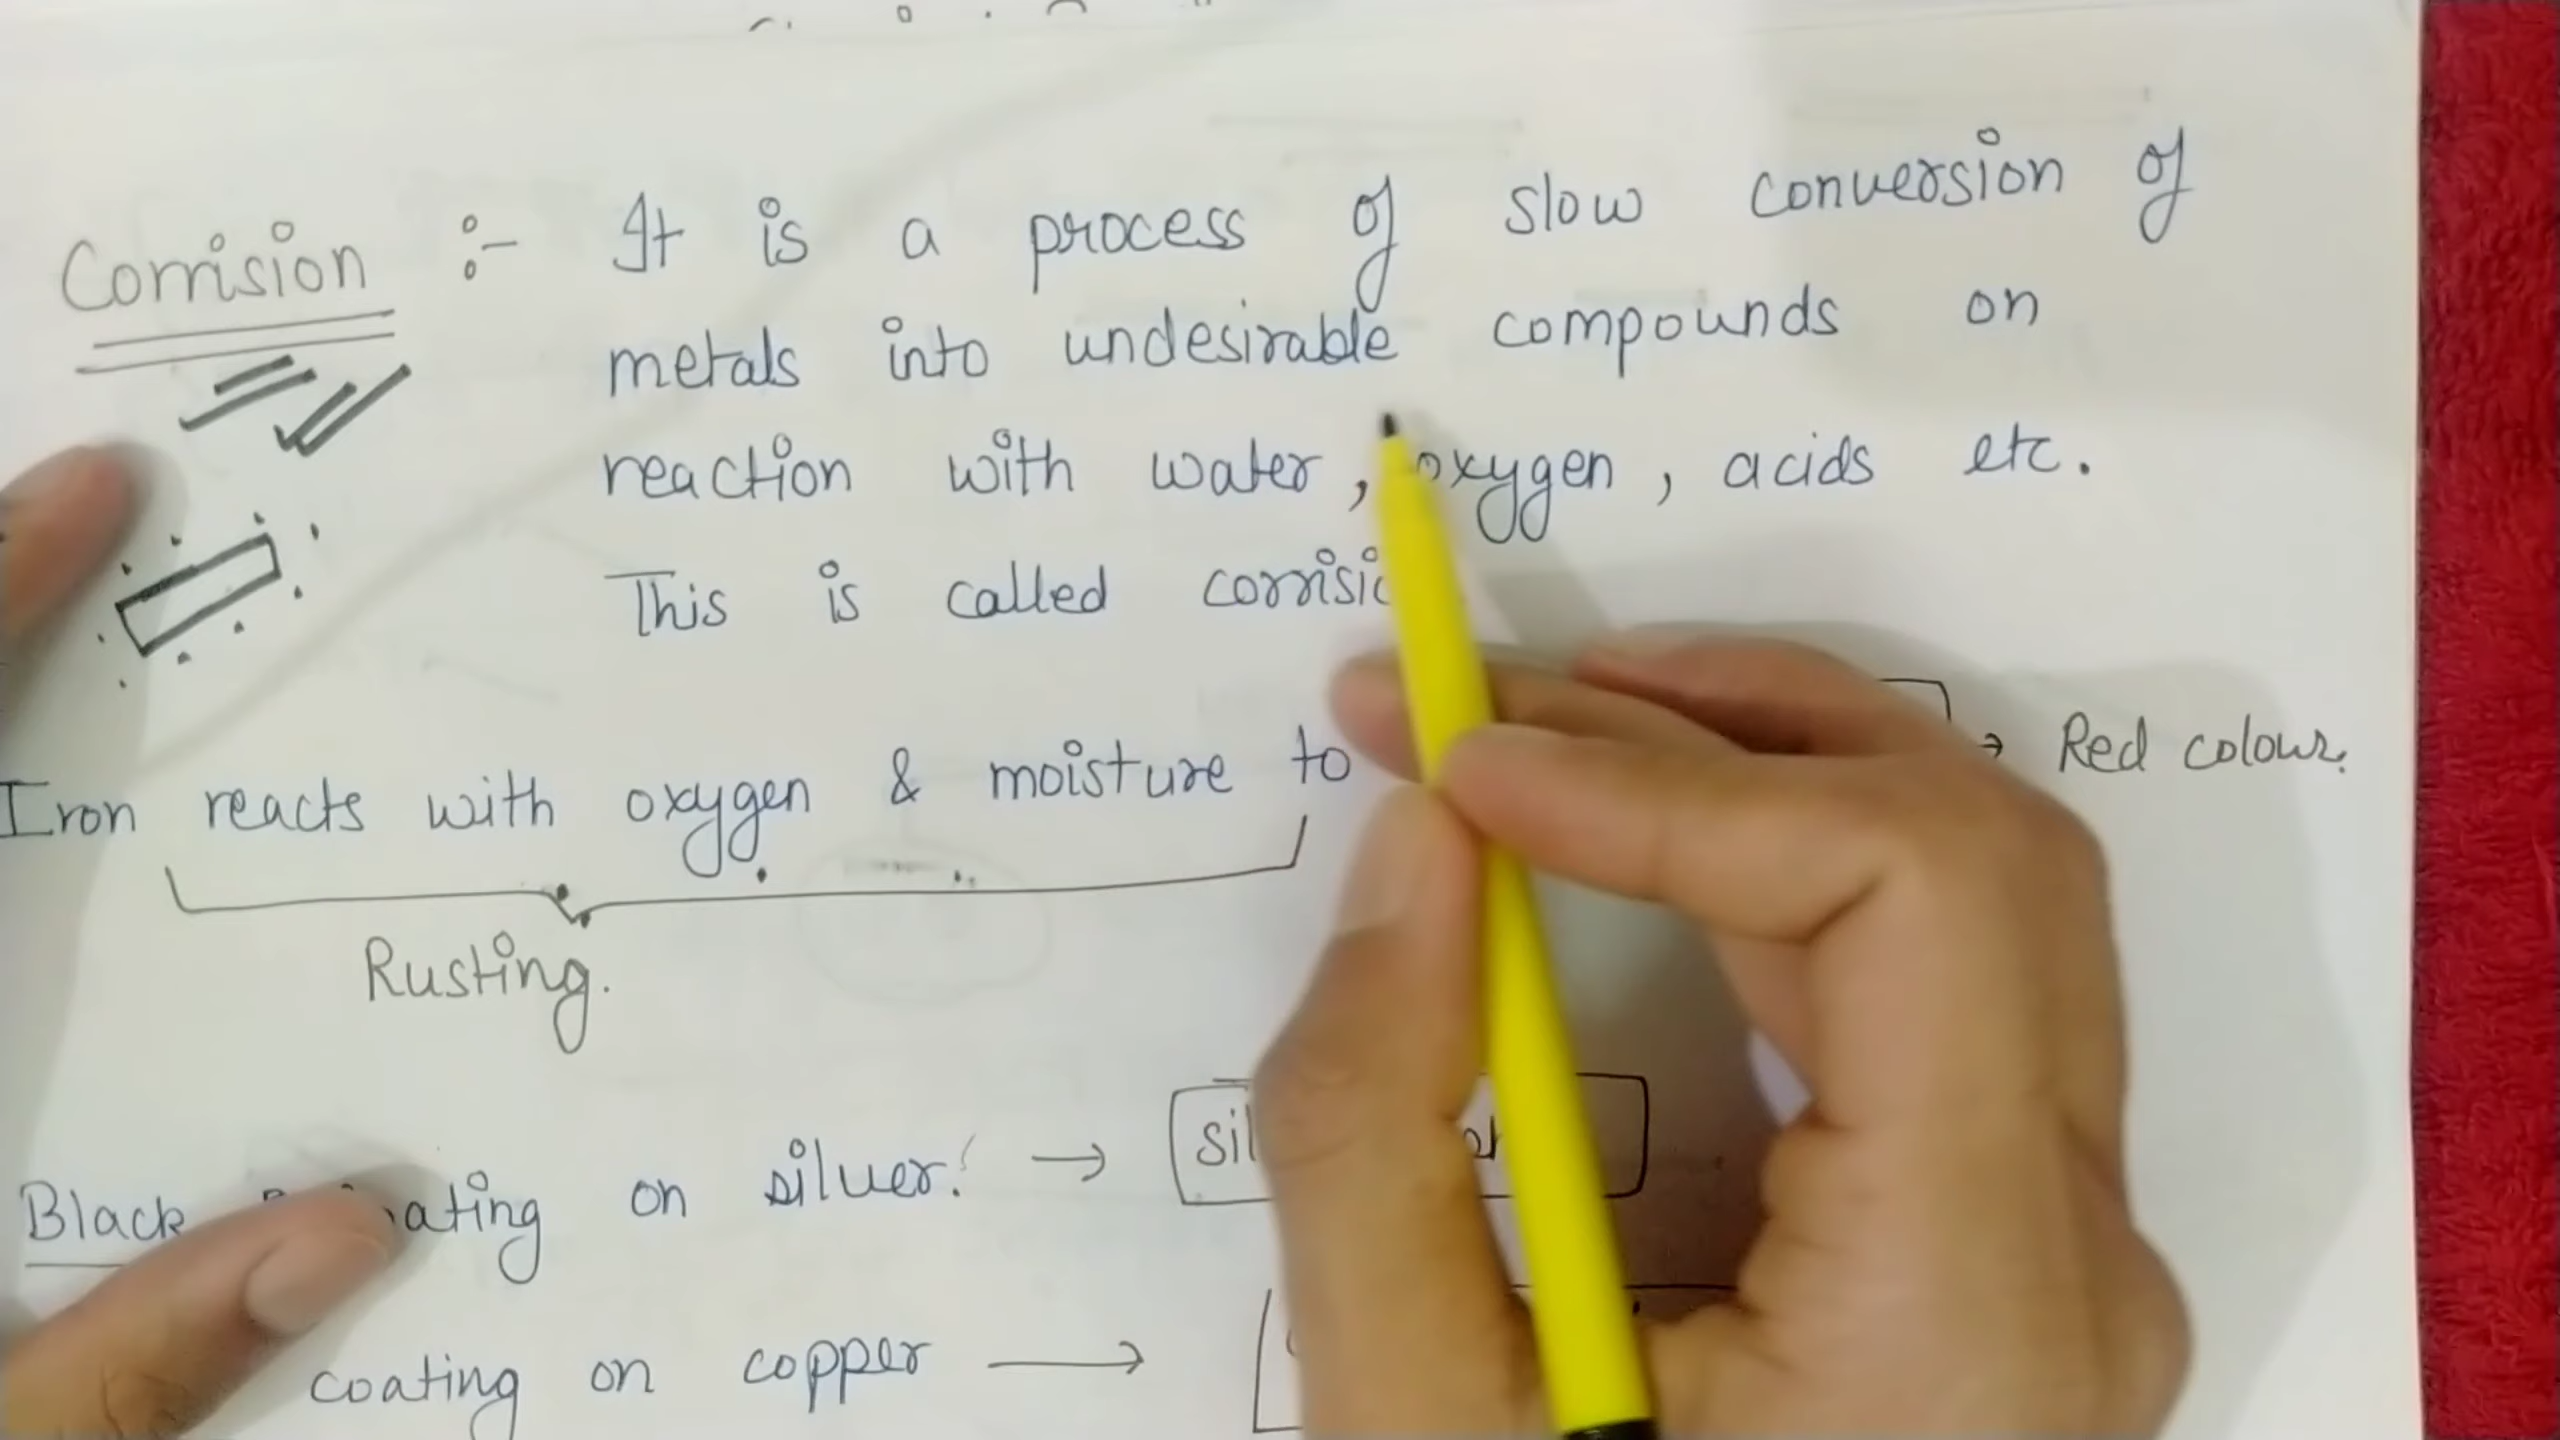 Corrision :- It is a process of slow conversion of
metals into undesirable compounds on
reaction with water, oxygen, acids etc.
This is called
Iron reacts with oxygen & moisture to → Red colour.
Rusting.
Black on silver. →
coating on copper →